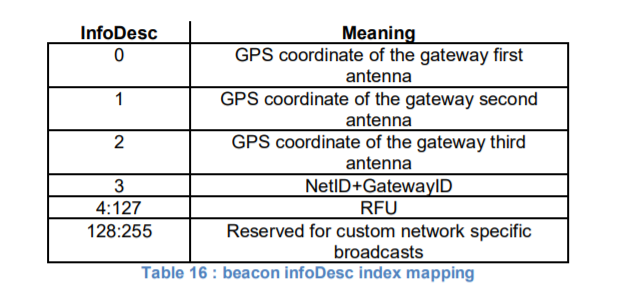 InfoDesc Meaning
0 GPS coordinate of the gateway first
antenna
1 GPS coordinate of the gateway second
antenna
2 GPS coordinate of the gateway third
antenna
3 NetID+GatewayID
4:127 RFU
128:255 Reserved for custom network specific
broadcasts
Table 16 : beacon infoDesc index mapping